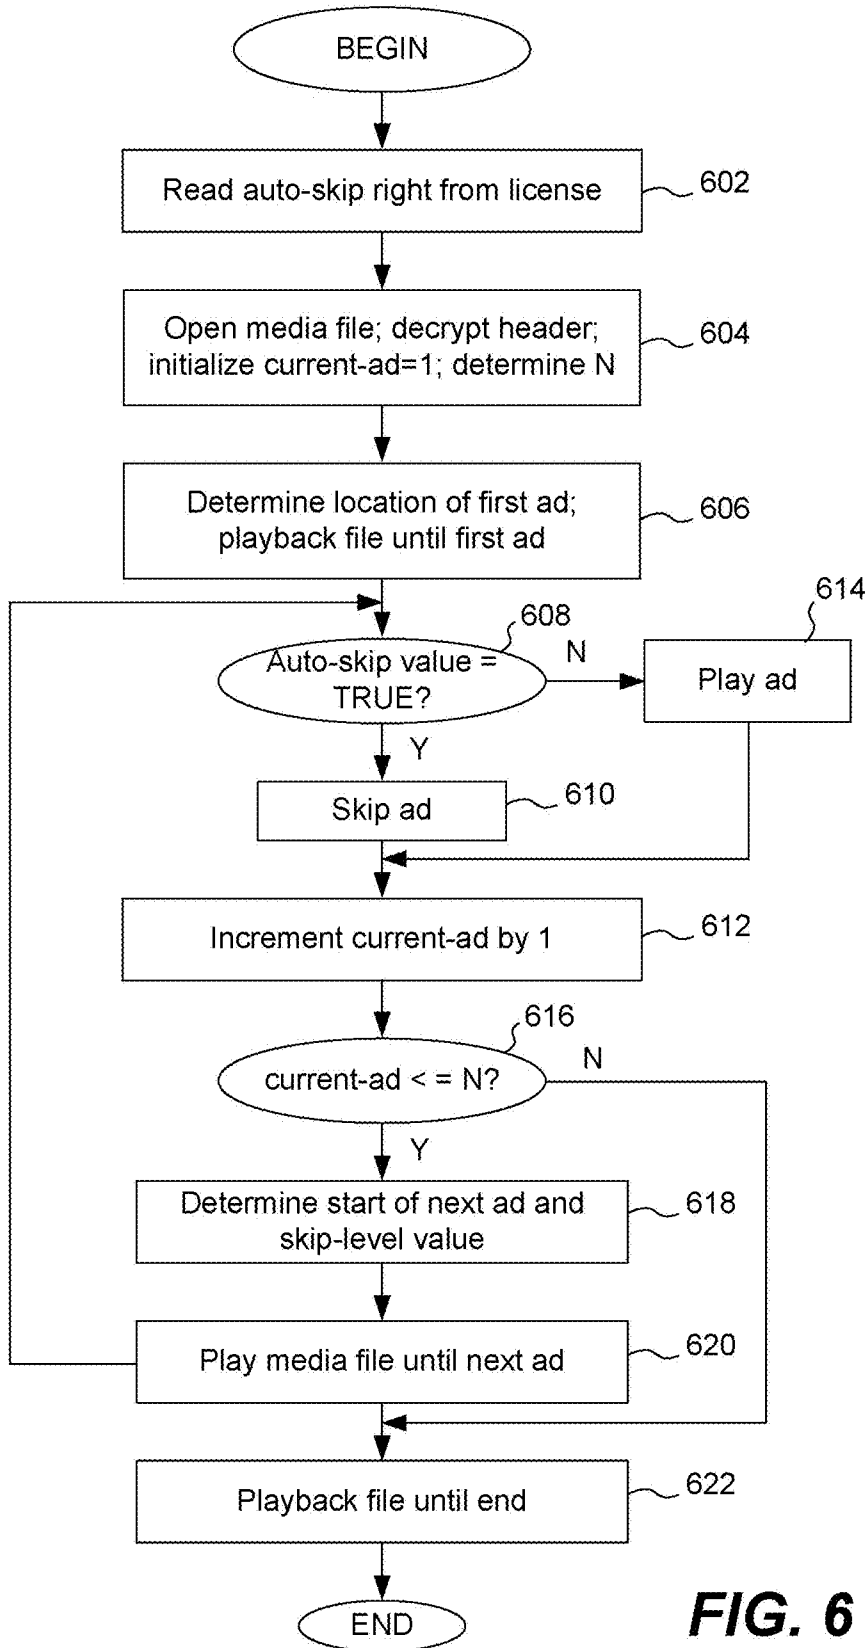 BEGIN
Read auto-skip right from license
602
Open media file; decrypt header;
initialize current-ad=1; determine N
604
Determine location of first ad;
playback file until first ad
606
608
614
Auto-skip value =
TRUE?
N
Play ad
Y
Skip ad
610
Increment current-ad by 1
612
616
current-ad < = N?
N
Y
Determine start of next ad and
skip-level value
618
Play media file until next ad
620
Playback file until end
622
END
FIG. 6